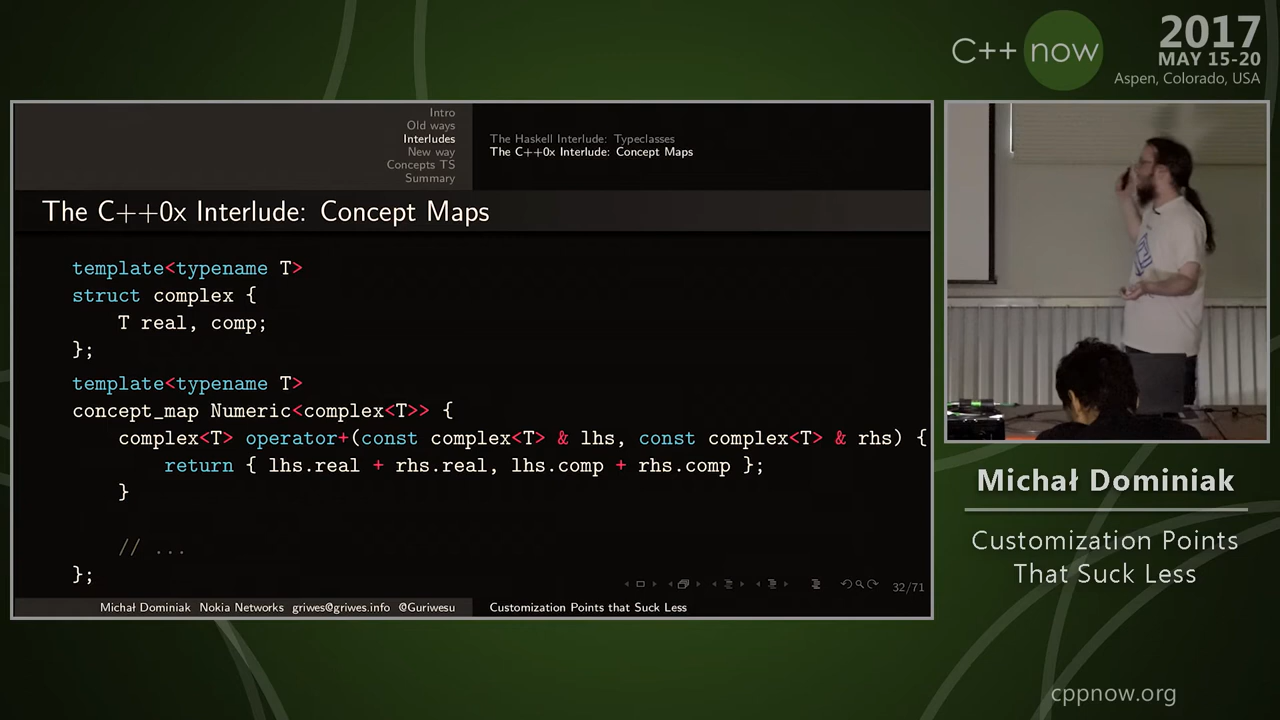 C++ now
2017
MAY 15-20
Aspen, Colorado, USA
Intro
Old ways
Interludes
New way
Concepts TS
Summary
The Haskell Interlude: Typeclasses
The C++0x Interlude: Concept Maps
The C++0x Interlude: Concept Maps
template<typename T>
struct complex {
T real, comp;
};
template<typename T>
concept_map Numeric<complex<T>> {
complex<T> operator+(const complex<T> & lhs, const complex<T> & rhs) {
return { lhs.real + rhs.real, lhs.comp + rhs.comp };
}
// ...
};
32/71
Michał Dominiak Nokia Networks griwes@griwes.info @Guriwesu
Customization Points that Suck Less
Michał Dominiak
Customization Points
That Suck Less
cppnow.org